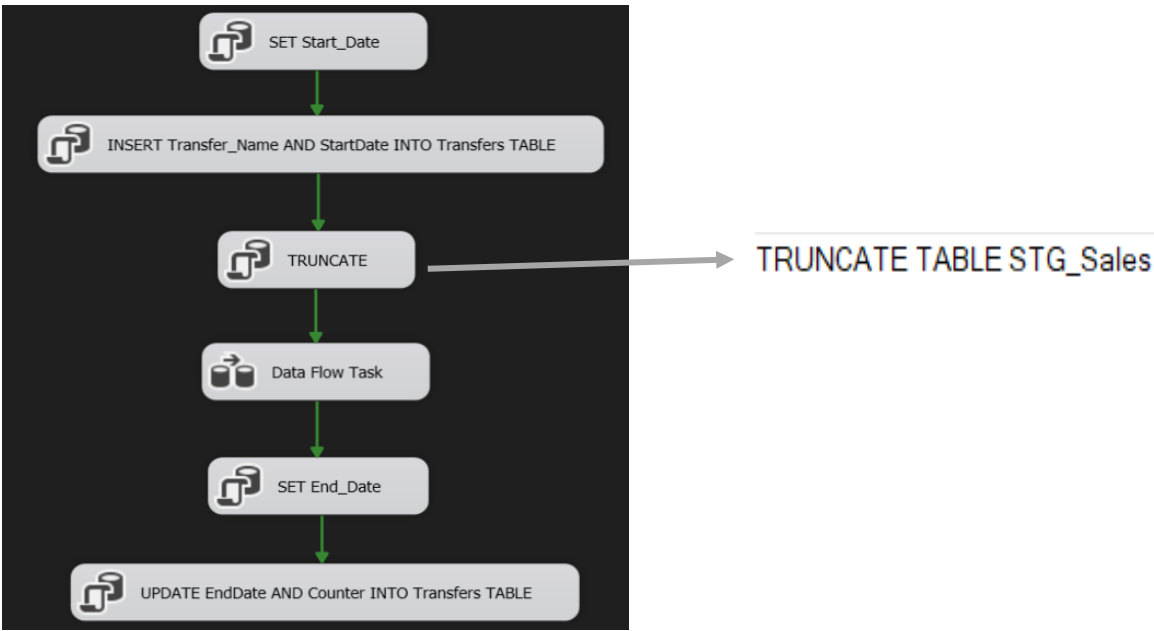 SET Start_Date
INSERT Transfer_Name AND StartDate INTO Transfers TABLE
TRUNCATE
TRUNCATE TABLE STG_Sales
Data Flow Task
SET End_Date
UPDATE EndDate AND Counter INTO Transfers TABLE